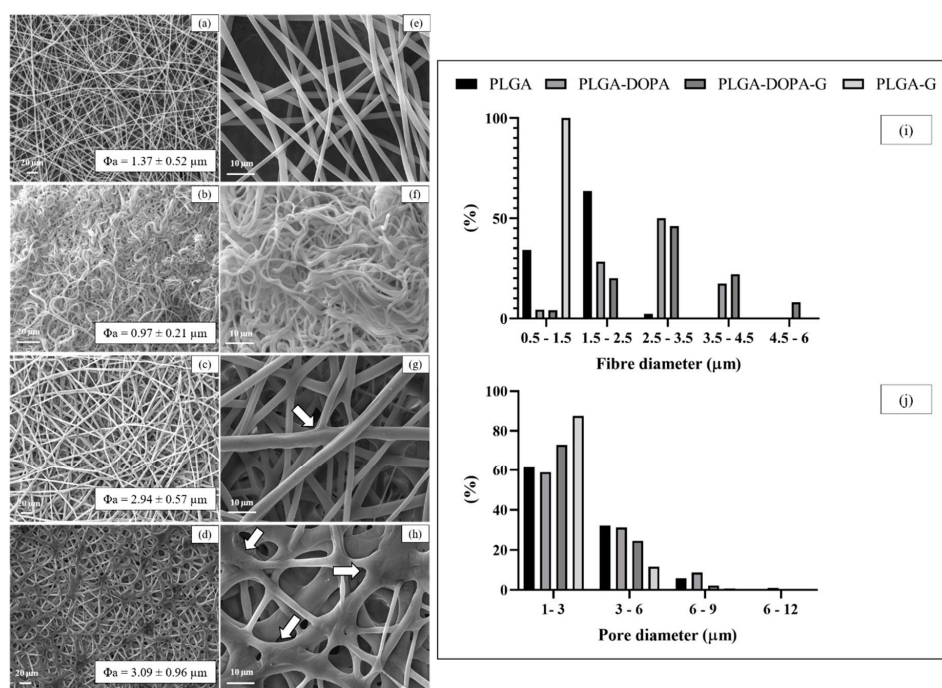 (a)
20 µm
Φa = 1.37 ± 0.52 µm
(e)
10 µm
(b)
20 µm
Φa = 0.97 ± 0.21 µm
(f)
10 µm
(c)
20 µm
Φa = 2.94 ± 0.57 µm
(g)
10 µm
(d)
20 µm
Φa = 3.09 ± 0.96 µm
(h)
10 µm
PLGA PLGA-DOPA PLGA-DOPA-G PLGA-G
(i)
100
50
0
(%)
0.5 - 1.5 1.5 - 2.5 2.5 - 3.5 3.5 - 4.5 4.5 - 6
Fibre diameter (µm)
(j)
100
80
60
40
20
0
(%)
1- 3 3 - 6 6 - 9 6 - 12
Pore diameter (µm)